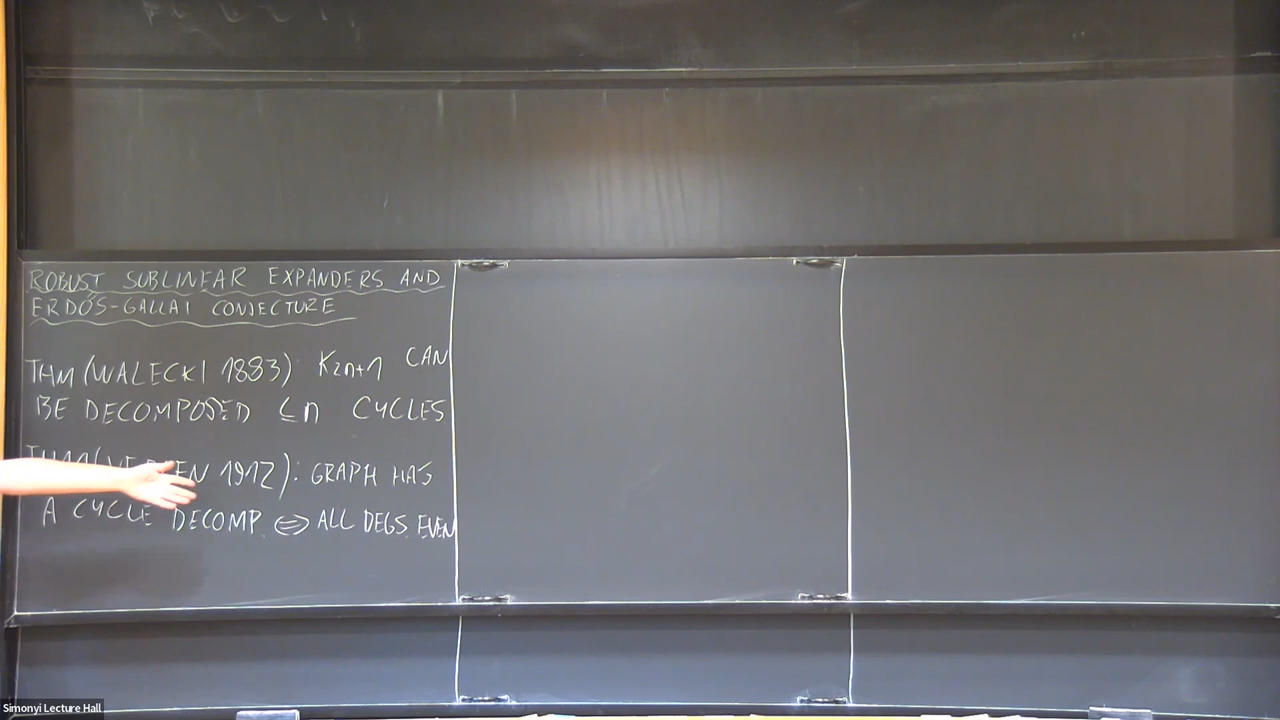 ROBUST SUBLINEAR EXPANDERS AND
ERDŐS-GALLAI CONJECTURE
THM (WALECKI 1883): K2n+1 CAN
BE DECOMPOSED ≤n CYCLES
1912): GRAPH HAS
A CYCLE DECOMP. ⇔ ALL DEGS. EVEN
Simonyi Lecture Hall